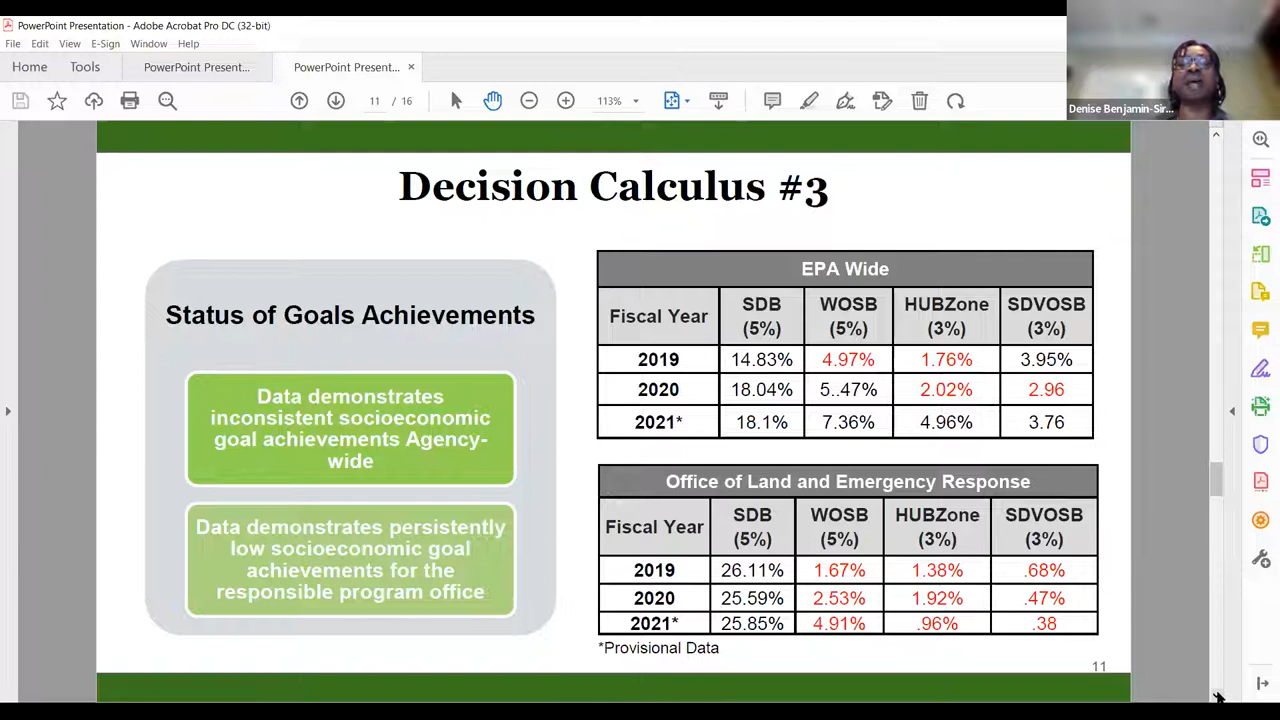 PowerPoint Presentation - Adobe Acrobat Pro DC (32-bit)
File Edit View E-Sign Window Help
Home Tools PowerPoint Present... PowerPoint Present... ×
11 / 16 113%
Denise Benjamin-Sir...
Decision Calculus #3
Status of Goals Achievements
Data demonstrates
inconsistent socioeconomic
goal achievements Agency-
wide
Data demonstrates persistently
low socioeconomic goal
achievements for the
responsible program office
EPA Wide
Fiscal Year SDB (5%) WOSB (5%) HUBZone (3%) SDVOSB (3%)
2019 14.83% 4.97% 1.76% 3.95%
2020 18.04% 5..47% 2.02% 2.96
2021* 18.1% 7.36% 4.96% 3.76
Office of Land and Emergency Response
Fiscal Year SDB (5%) WOSB (5%) HUBZone (3%) SDVOSB (3%)
2019 26.11% 1.67% 1.38% .68%
2020 25.59% 2.53% 1.92% .47%
2021* 25.85% 4.91% .96% .38
*Provisional Data
11